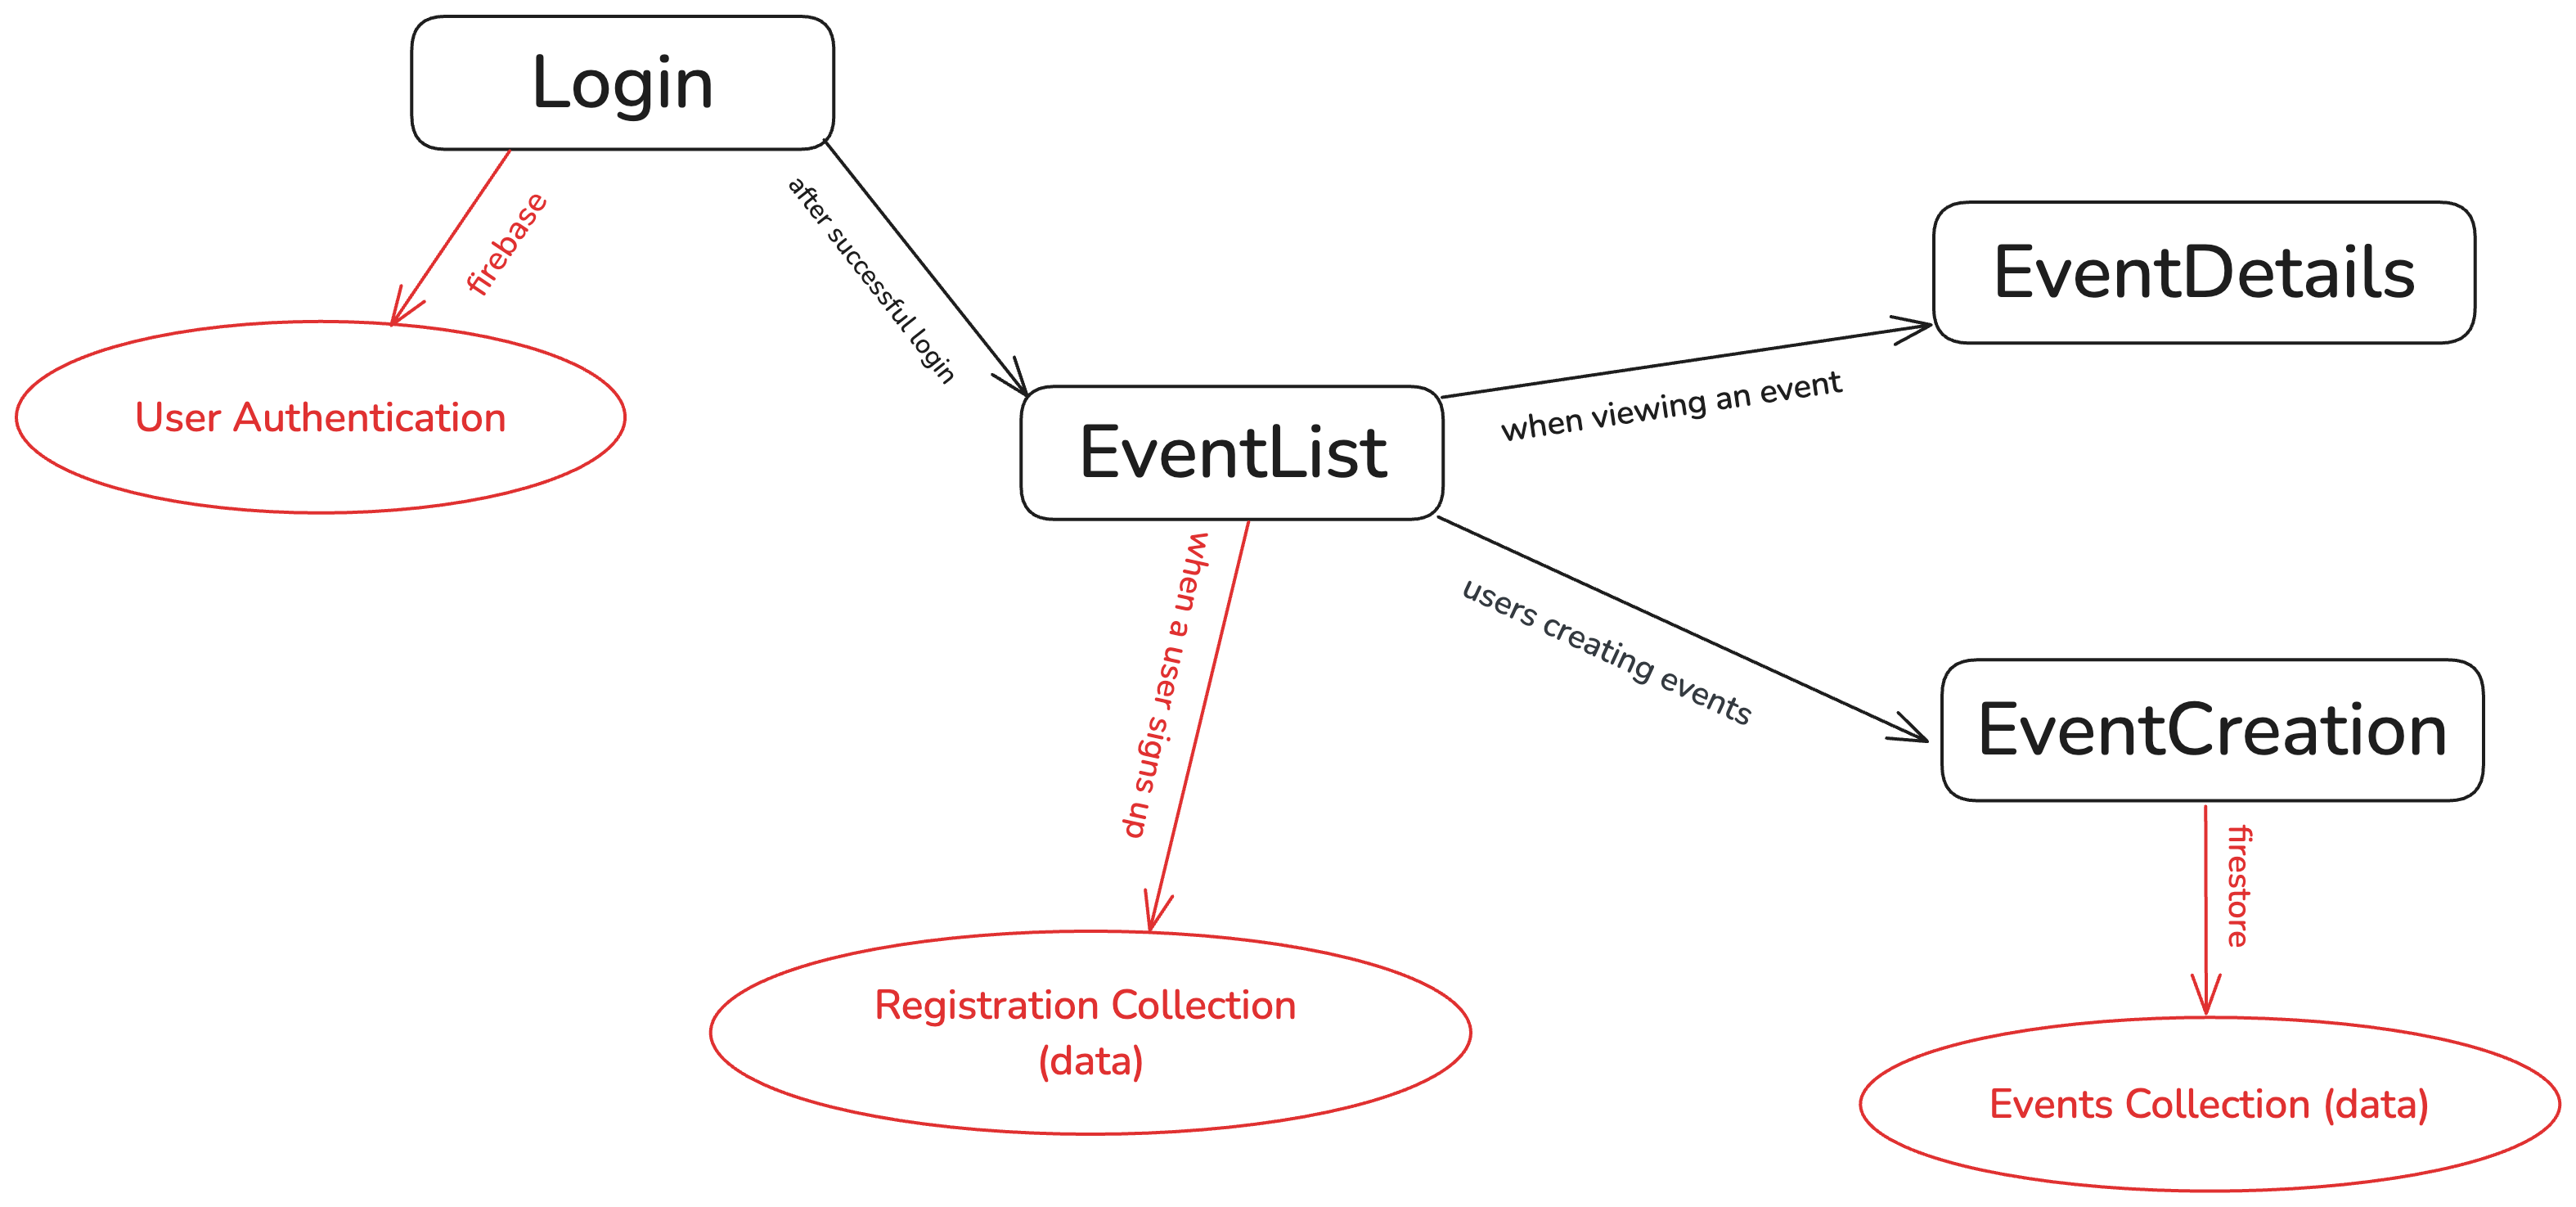 Login
firebase
after successful login
User Authentication
EventDetails
when viewing an event
EventList
when a user signs up
users creating events
EventCreation
firestore
Registration Collection
(data)
Events Collection (data)